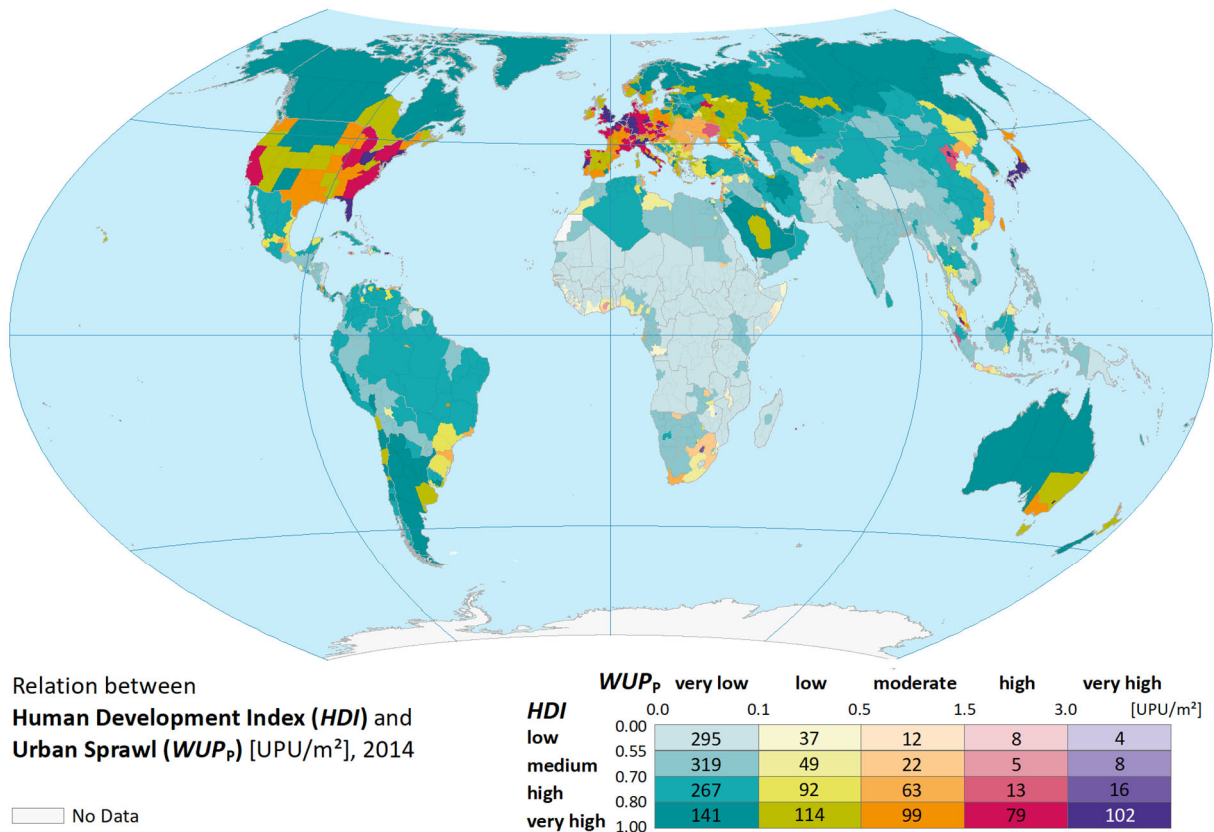 Relation between
Human Development Index (HDI) and
Urban Sprawl (WUPp) [UPU/m²], 2014
No Data
WUPp very low low moderate high very high
HDI 0.0 0.1 0.5 1.5 3.0 [UPU/m²]
0.00
low 295 37 12 8 4
0.55
medium 319 49 22 5 8
0.70
high 267 92 63 13 16
0.80
very high 141 114 99 79 102
1.00